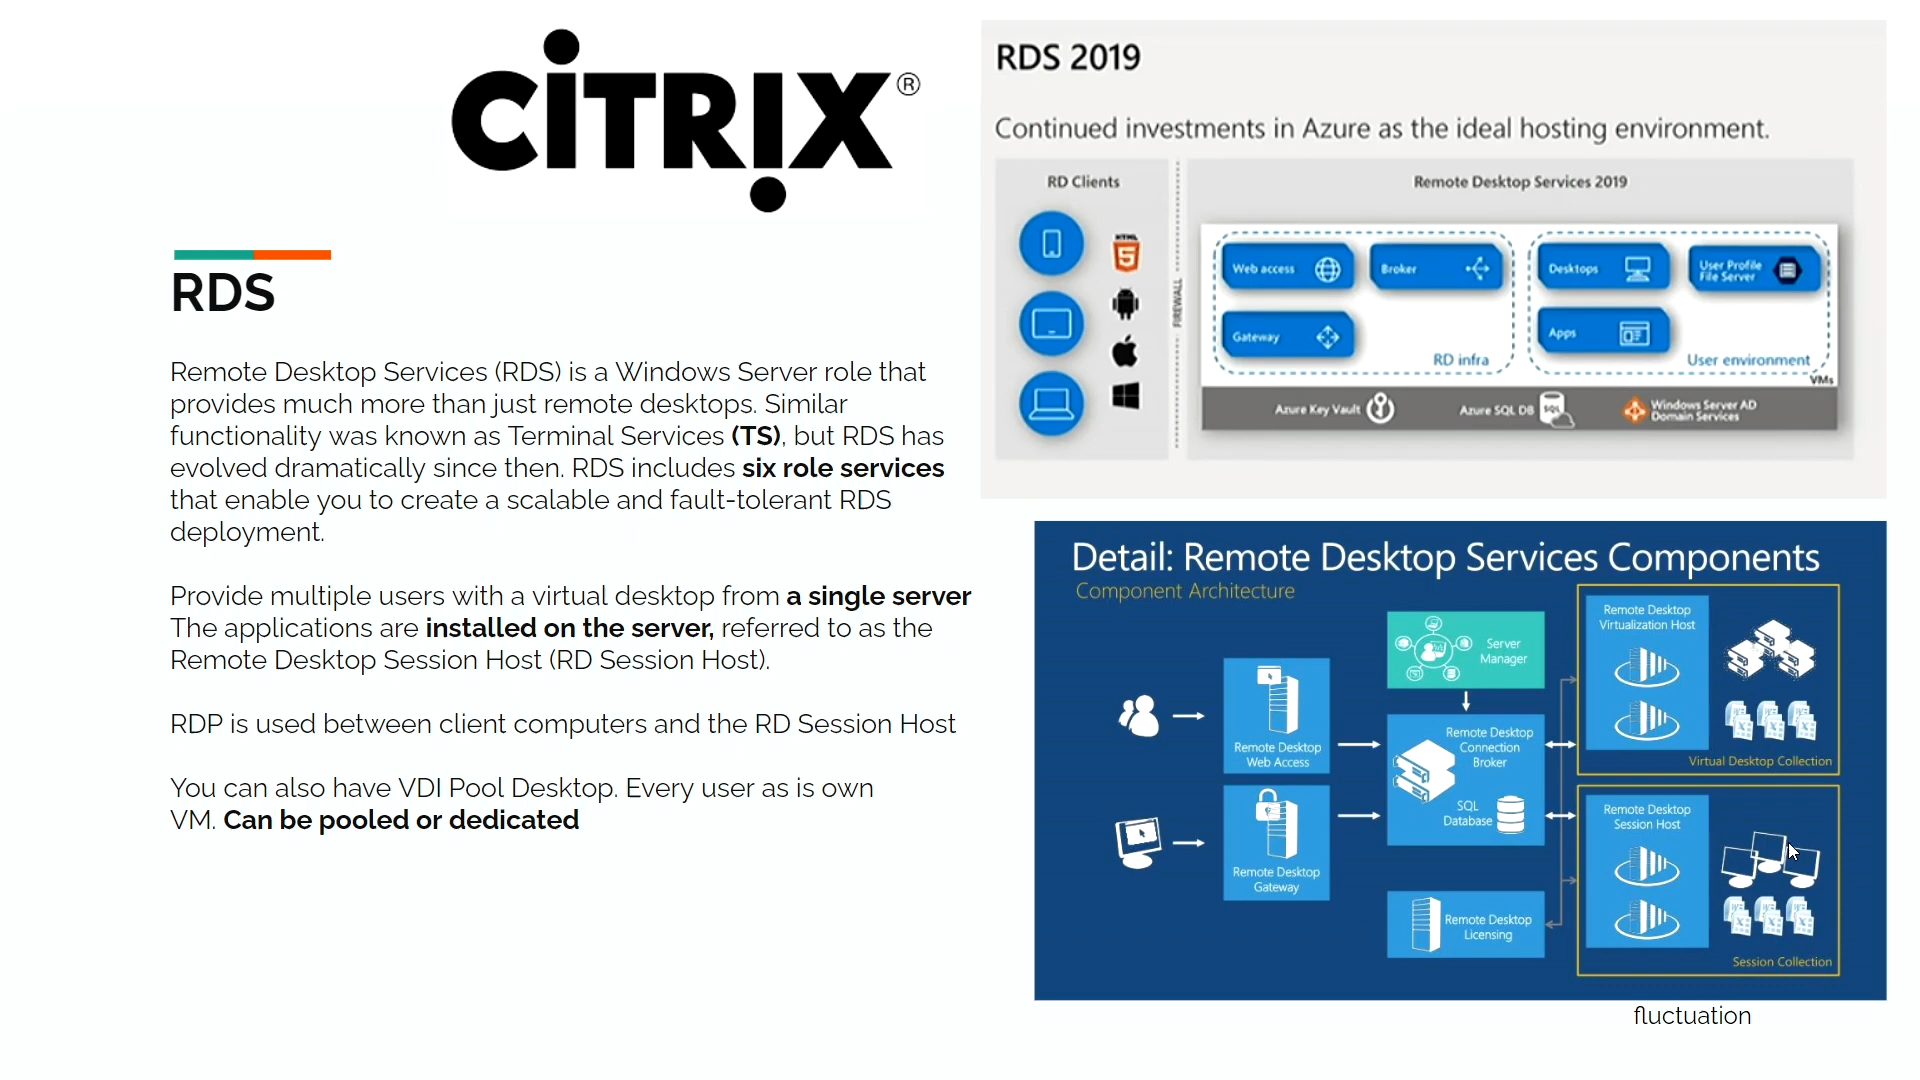 CİTRIX®
RDS
Remote Desktop Services (RDS) is a Windows Server role that
provides much more than just remote desktops. Similar
functionality was known as Terminal Services (TS), but RDS has
evolved dramatically since then. RDS includes six role services
that enable you to create a scalable and fault-tolerant RDS
deployment.
Provide multiple users with a virtual desktop from a single server
The applications are installed on the server, referred to as the
Remote Desktop Session Host (RD Session Host).
RDP is used between client computers and the RD Session Host
You can also have VDI Pool Desktop. Every user as is own
VM. Can be pooled or dedicated
RDS 2019
Continued investments in Azure as the ideal hosting environment.
RD Clients
HTML
5
FIREWALL
Remote Desktop Services 2019
Web access
Broker
Gateway
RD infra
Desktops
User Profile
File Server
Apps
User environment
VMs
Azure Key Vault
Azure SQL DB
SQL
Windows Server AD
Domain Services
Detail: Remote Desktop Services Components
Component Architecture
Server
Manager
Remote Desktop
Web Access
Remote Desktop
Gateway
Remote Desktop
Connection
Broker
SQL
Database
Remote Desktop
Licensing
Remote Desktop
Virtualization Host
Virtual Desktop Collection
Remote Desktop
Session Host
Session Collection
fluctuation